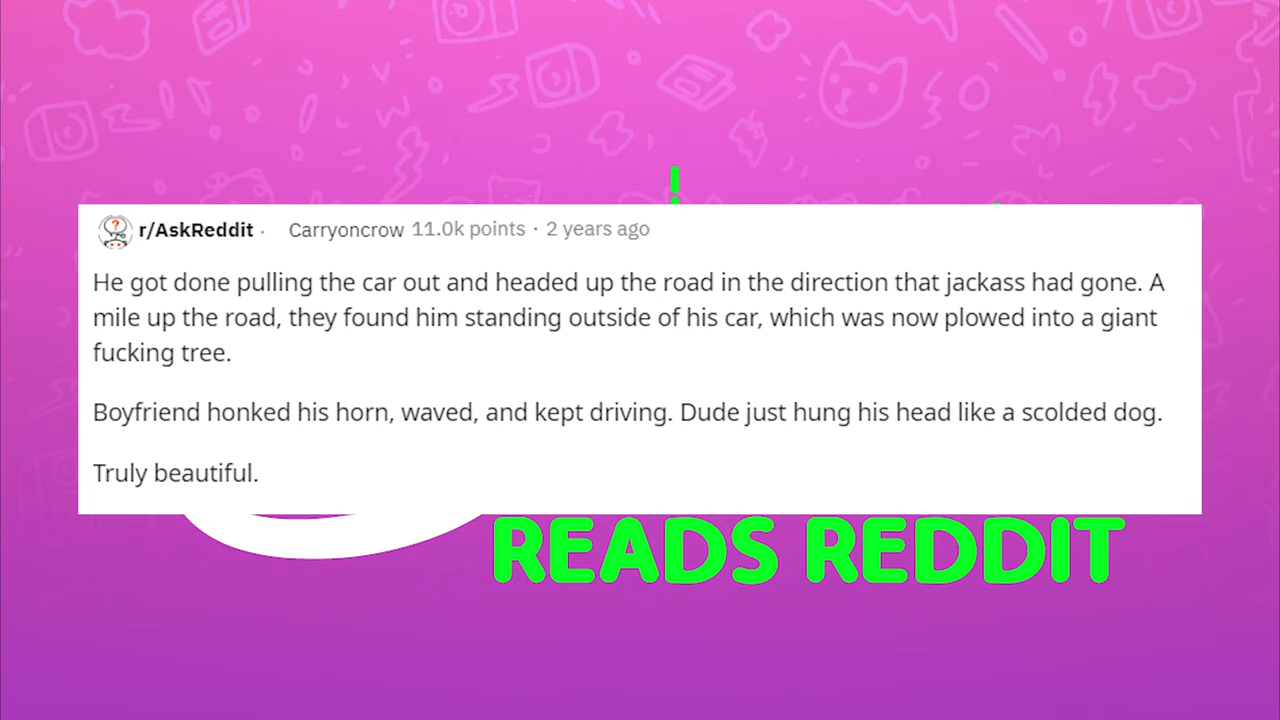 r/AskReddit · Carryoncrow 11.0k points · 2 years ago
He got done pulling the car out and headed up the road in the direction that jackass had gone. A
mile up the road, they found him standing outside of his car, which was now plowed into a giant
fucking tree.
Boyfriend honked his horn, waved, and kept driving. Dude just hung his head like a scolded dog.
Truly beautiful.
READS REDDIT